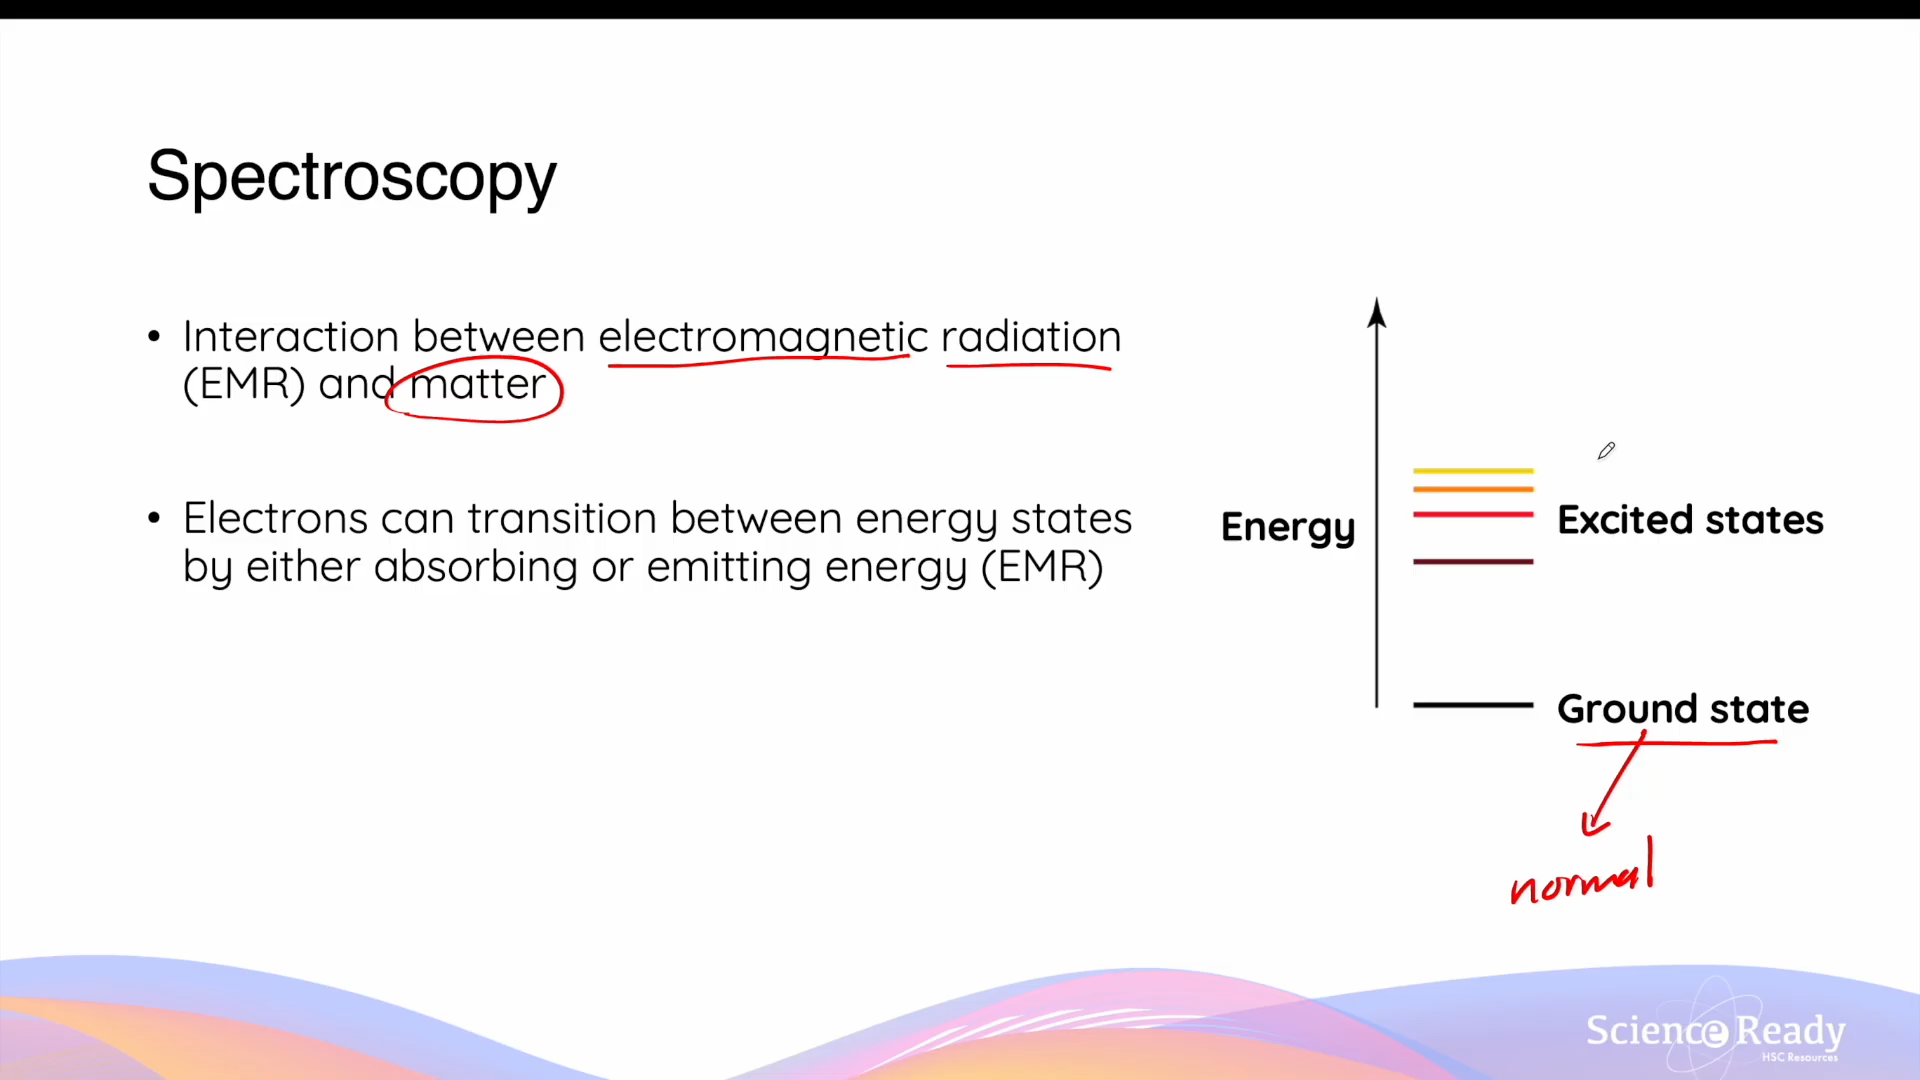 Spectroscopy
• Interaction between electromagnetic radiation
(EMR) and matter
• Electrons can transition between energy states
by either absorbing or emitting energy (EMR)
Energy
Excited states
Ground state
normal
Science Ready
HSC Resources